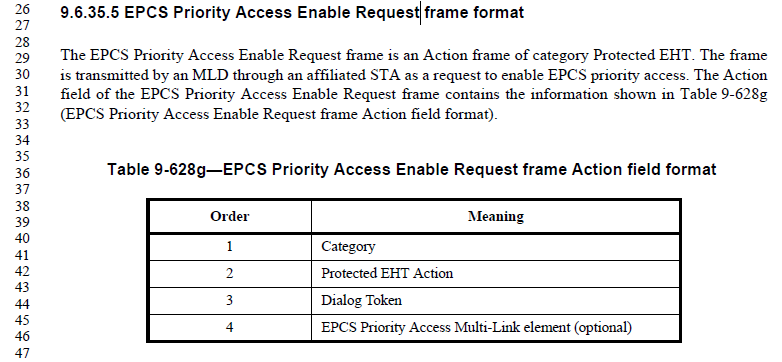 26 9.6.35.5 EPCS Priority Access Enable Request frame format
27
28
29 The EPCS Priority Access Enable Request frame is an Action frame of category Protected EHT. The frame
30 is transmitted by an MLD through an affiliated STA as a request to enable EPCS priority access. The Action
31 field of the EPCS Priority Access Enable Request frame contains the information shown in Table 9-628g
32 (EPCS Priority Access Enable Request frame Action field format).
33
34
35
36 Table 9-628g—EPCS Priority Access Enable Request frame Action field format
37
38
39 Order Meaning
40
41 1 Category
42 2 Protected EHT Action
43
44 3 Dialog Token
45
46 4 EPCS Priority Access Multi-Link element (optional)
47